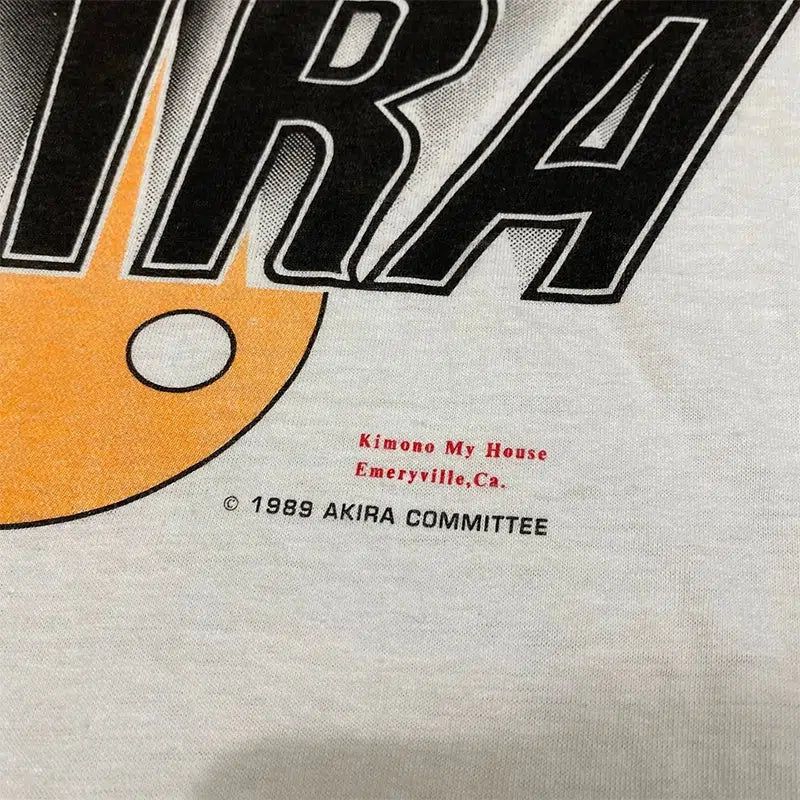 IRA
Kimono My House
Emeryville,Ca.
© 1989 AKIRA COMMITTEE